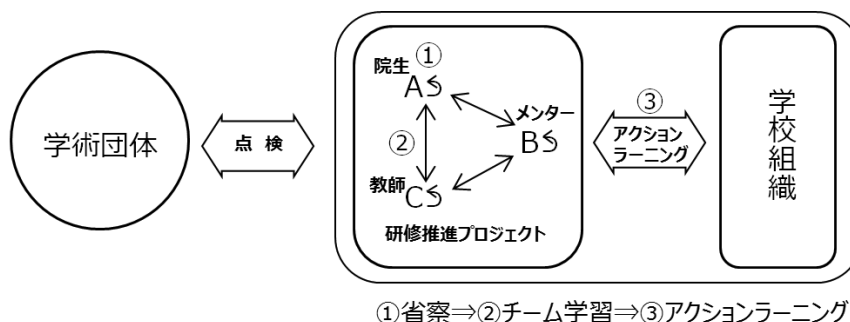 学術団体
点 検
院生
①
A
②
メンター
B
教師
C
研修推進プロジェクト
③
アクション
ラーニング
学校組織
①省察⇒②チーム学習⇒③アクションラーニング